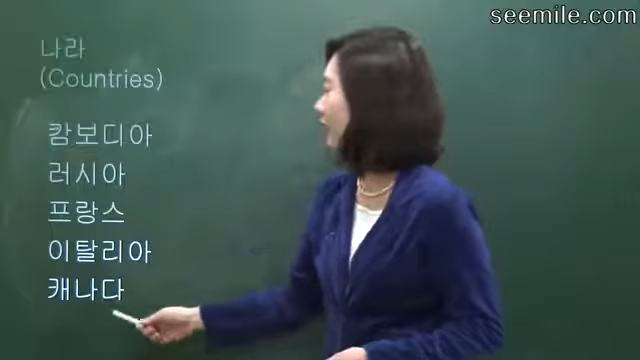 seemile.com
나라
(Countries)
캄보디아
러시아
프랑스
이탈리아
캐나다